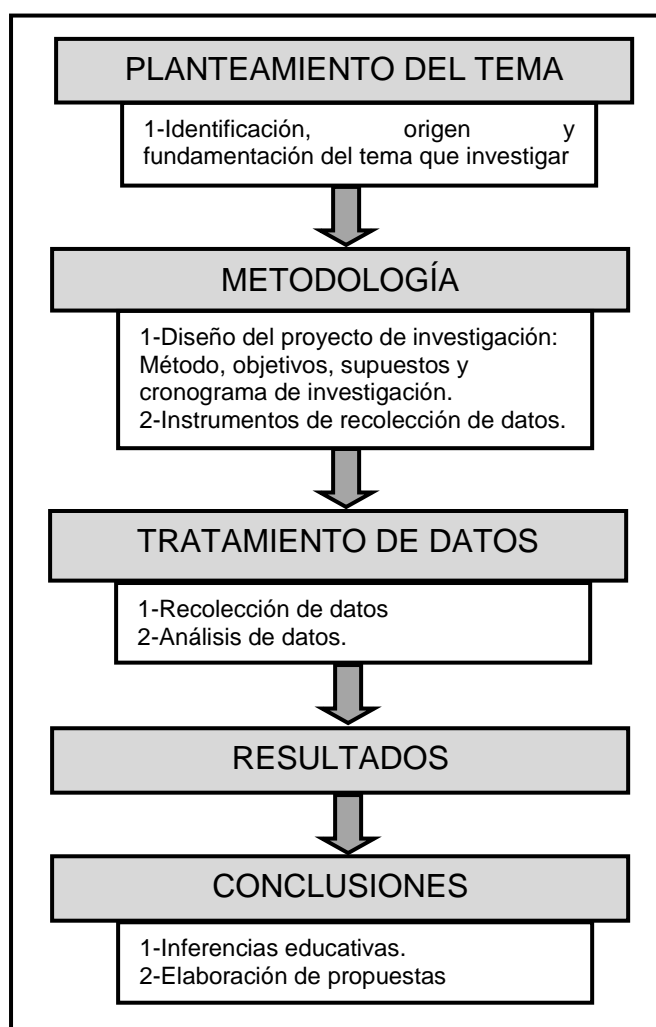 PLANTEAMIENTO DEL TEMA
1-Identificación, origen y
fundamentación del tema que investigar
METODOLOGÍA
1-Diseño del proyecto de investigación:
Método, objetivos, supuestos y
cronograma de investigación.
2-Instrumentos de recolección de datos.
TRATAMIENTO DE DATOS
1-Recolección de datos
2-Análisis de datos.
RESULTADOS
CONCLUSIONES
1-Inferencias educativas.
2-Elaboración de propuestas